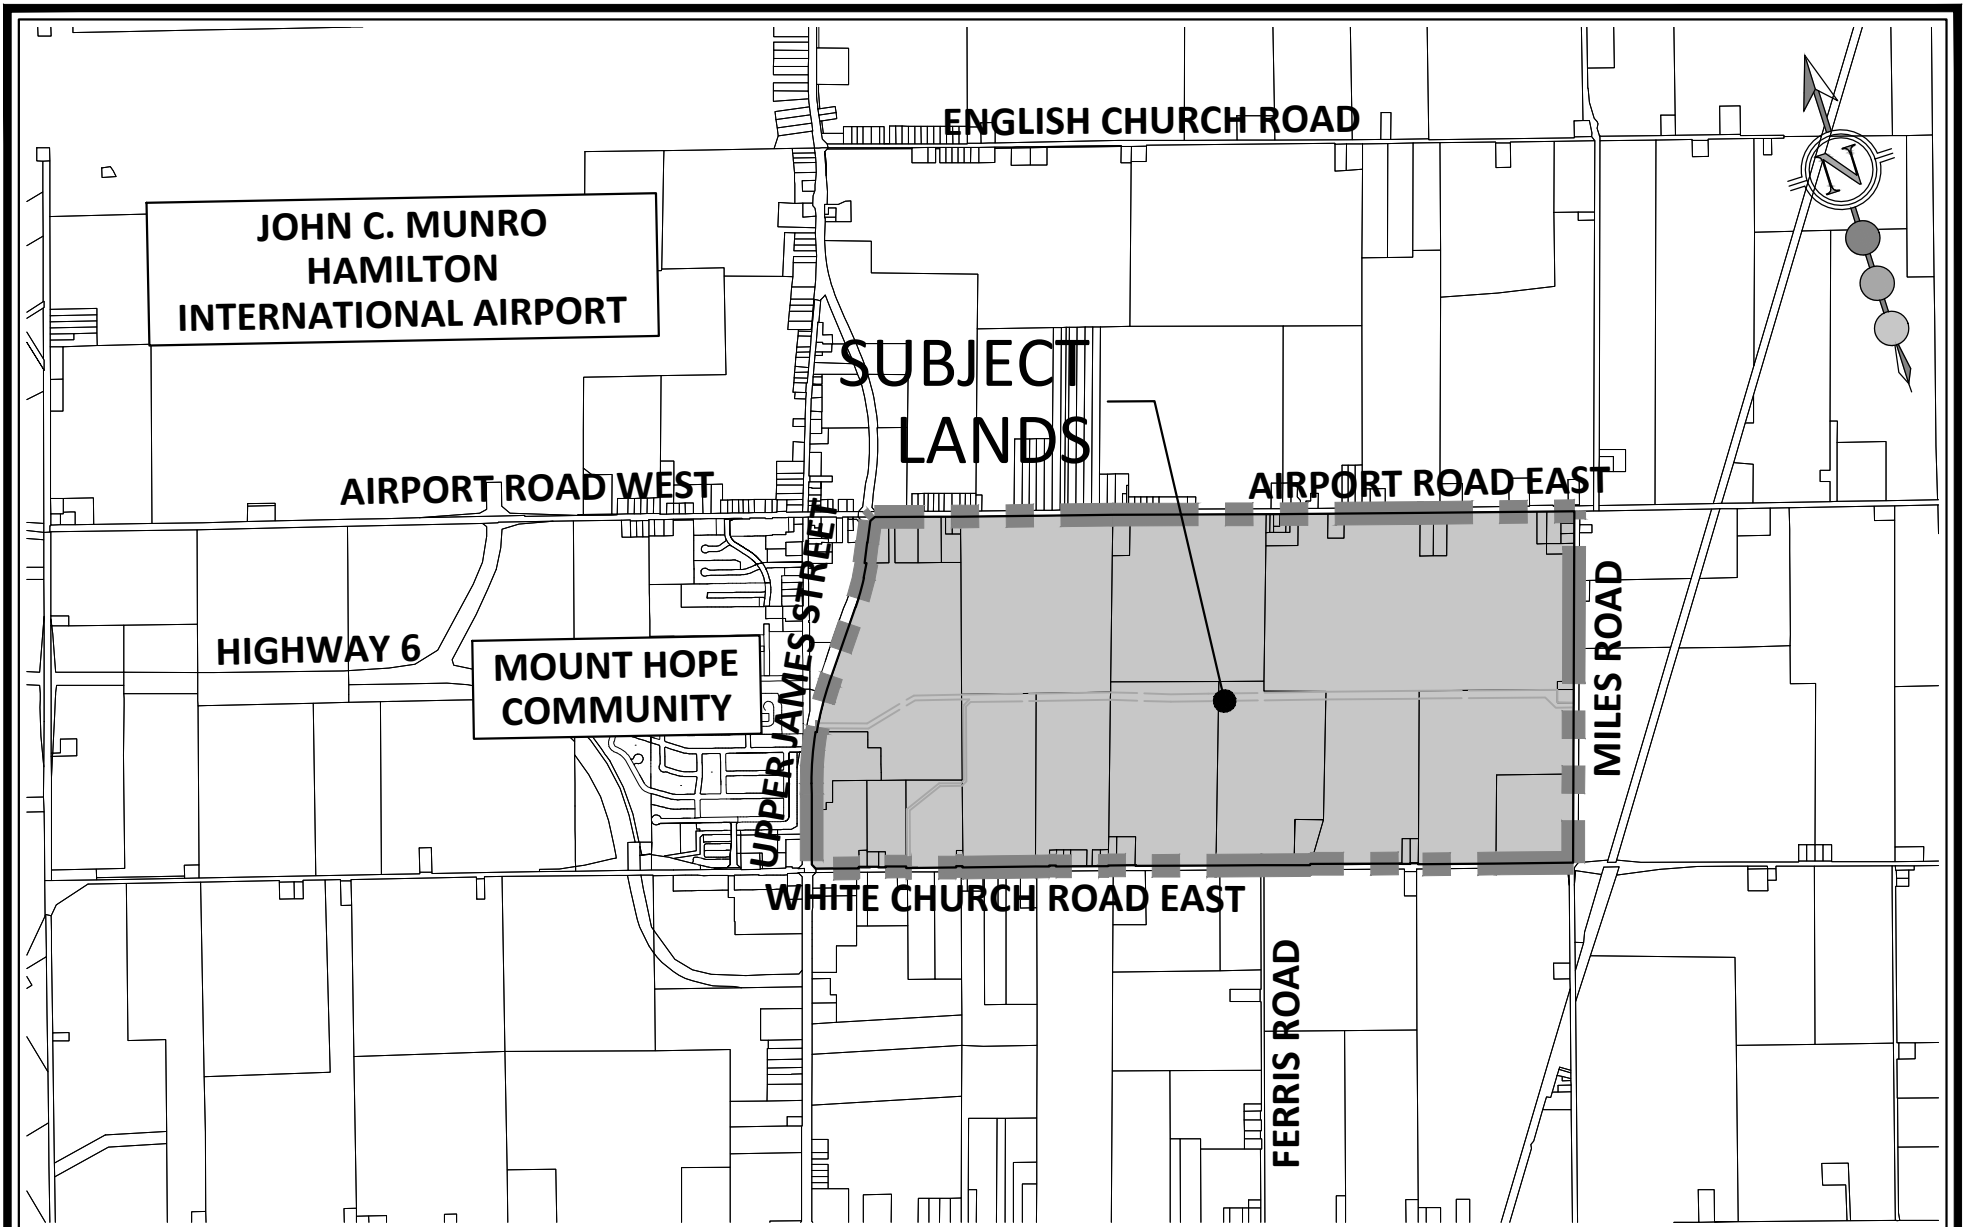 ENGLISH CHURCH ROAD
N
JOHN C. MUNRO
HAMILTON
INTERNATIONAL AIRPORT
SUBJECT
LANDS
AIRPORT ROAD WEST
AIRPORT ROAD EAST
UPPER JAMES STREET
MILES ROAD
HIGHWAY 6
MOUNT HOPE
COMMUNITY
WHITE CHURCH ROAD EAST
FERRIS ROAD